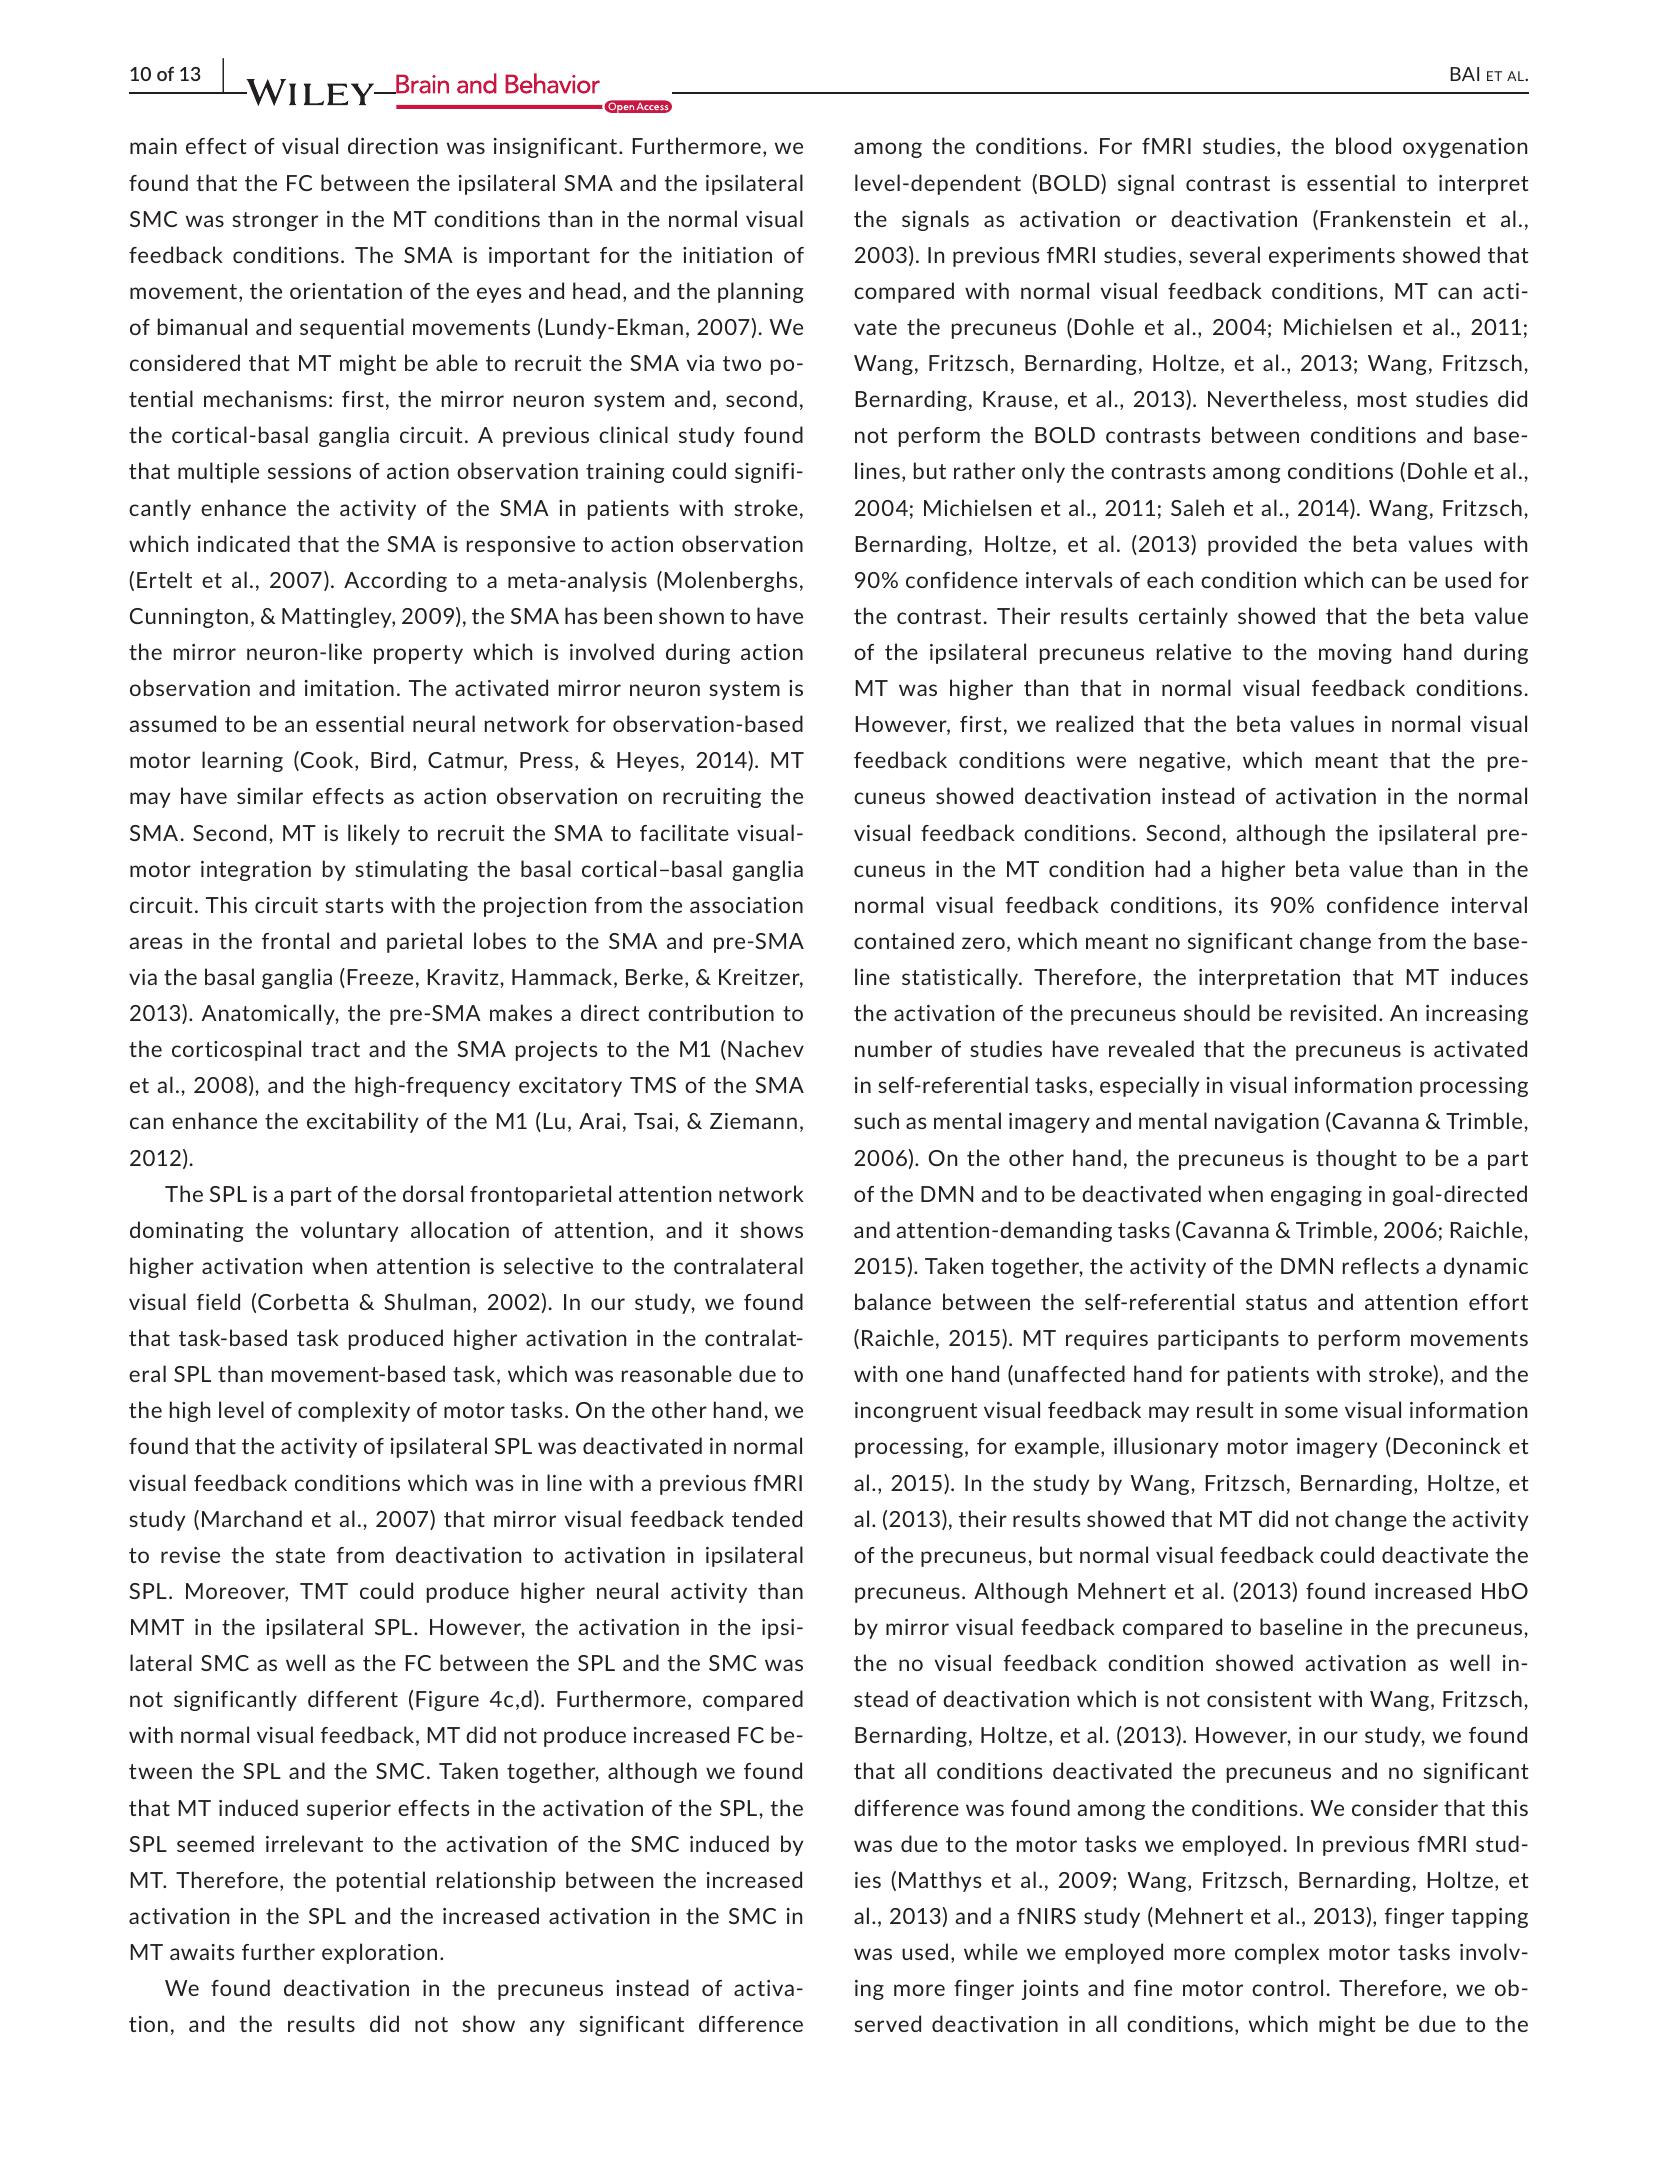 10 of 13
WILEY Brain and Behavior
Open Access
BAI ET AL.
main effect of visual direction was insignificant. Furthermore, we
found that the FC between the ipsilateral SMA and the ipsilateral
SMC was stronger in the MT conditions than in the normal visual
feedback conditions. The SMA is important for the initiation of
movement, the orientation of the eyes and head, and the planning
of bimanual and sequential movements (Lundy-Ekman, 2007). We
considered that MT might be able to recruit the SMA via two po-
tential mechanisms: first, the mirror neuron system and, second,
the cortical-basal ganglia circuit. A previous clinical study found
that multiple sessions of action observation training could signifi-
cantly enhance the activity of the SMA in patients with stroke,
which indicated that the SMA is responsive to action observation
(Ertelt et al., 2007). According to a meta-analysis (Molenberghs,
Cunnington, & Mattingley, 2009), the SMA has been shown to have
the mirror neuron-like property which is involved during action
observation and imitation. The activated mirror neuron system is
assumed to be an essential neural network for observation-based
motor learning (Cook, Bird, Catmur, Press, & Heyes, 2014). MT
may have similar effects as action observation on recruiting the
SMA. Second, MT is likely to recruit the SMA to facilitate visual-
motor integration by stimulating the basal cortical–basal ganglia
circuit. This circuit starts with the projection from the association
areas in the frontal and parietal lobes to the SMA and pre-SMA
via the basal ganglia (Freeze, Kravitz, Hammack, Berke, & Kreitzer,
2013). Anatomically, the pre-SMA makes a direct contribution to
the corticospinal tract and the SMA projects to the M1 (Nachev
et al., 2008), and the high-frequency excitatory TMS of the SMA
can enhance the excitability of the M1 (Lu, Arai, Tsai, & Ziemann,
2012).
The SPL is a part of the dorsal frontoparietal attention network
dominating the voluntary allocation of attention, and it shows
higher activation when attention is selective to the contralateral
visual field (Corbetta & Shulman, 2002). In our study, we found
that task-based task produced higher activation in the contralat-
eral SPL than movement-based task, which was reasonable due to
the high level of complexity of motor tasks. On the other hand, we
found that the activity of ipsilateral SPL was deactivated in normal
visual feedback conditions which was in line with a previous fMRI
study (Marchand et al., 2007) that mirror visual feedback tended
to revise the state from deactivation to activation in ipsilateral
SPL. Moreover, TMT could produce higher neural activity than
MMT in the ipsilateral SPL. However, the activation in the ipsi-
lateral SMC as well as the FC between the SPL and the SMC was
not significantly different (Figure 4c,d). Furthermore, compared
with normal visual feedback, MT did not produce increased FC be-
tween the SPL and the SMC. Taken together, although we found
that MT induced superior effects in the activation of the SPL, the
SPL seemed irrelevant to the activation of the SMC induced by
MT. Therefore, the potential relationship between the increased
activation in the SPL and the increased activation in the SMC in
MT awaits further exploration.
We found deactivation in the precuneus instead of activa-
tion, and the results did not show any significant difference
among the conditions. For fMRI studies, the blood oxygenation
level-dependent (BOLD) signal contrast is essential to interpret
the signals as activation or deactivation (Frankenstein et al.,
2003). In previous fMRI studies, several experiments showed that
compared with normal visual feedback conditions, MT can acti-
vate the precuneus (Dohle et al., 2004; Michielsen et al., 2011;
Wang, Fritzsch, Bernarding, Holtze, et al., 2013; Wang, Fritzsch,
Bernarding, Krause, et al., 2013). Nevertheless, most studies did
not perform the BOLD contrasts between conditions and base-
lines, but rather only the contrasts among conditions (Dohle et al.,
2004; Michielsen et al., 2011; Saleh et al., 2014). Wang, Fritzsch,
Bernarding, Holtze, et al. (2013) provided the beta values with
90% confidence intervals of each condition which can be used for
the contrast. Their results certainly showed that the beta value
of the ipsilateral precuneus relative to the moving hand during
MT was higher than that in normal visual feedback conditions.
However, first, we realized that the beta values in normal visual
feedback conditions were negative, which meant that the pre-
cuneus showed deactivation instead of activation in the normal
visual feedback conditions. Second, although the ipsilateral pre-
cuneus in the MT condition had a higher beta value than in the
normal visual feedback conditions, its 90% confidence interval
contained zero, which meant no significant change from the base-
line statistically. Therefore, the interpretation that MT induces
the activation of the precuneus should be revisited. An increasing
number of studies have revealed that the precuneus is activated
in self-referential tasks, especially in visual information processing
such as mental imagery and mental navigation (Cavanna & Trimble,
2006). On the other hand, the precuneus is thought to be a part
of the DMN and to be deactivated when engaging in goal-directed
and attention-demanding tasks (Cavanna & Trimble, 2006; Raichle,
2015). Taken together, the activity of the DMN reflects a dynamic
balance between the self-referential status and attention effort
(Raichle, 2015). MT requires participants to perform movements
with one hand (unaffected hand for patients with stroke), and the
incongruent visual feedback may result in some visual information
processing, for example, illusionary motor imagery (Deconinck et
al., 2015). In the study by Wang, Fritzsch, Bernarding, Holtze, et
al. (2013), their results showed that MT did not change the activity
of the precuneus, but normal visual feedback could deactivate the
precuneus. Although Mehnert et al. (2013) found increased HbO
by mirror visual feedback compared to baseline in the precuneus,
the no visual feedback condition showed activation as well in-
stead of deactivation which is not consistent with Wang, Fritzsch,
Bernarding, Holtze, et al. (2013). However, in our study, we found
that all conditions deactivated the precuneus and no significant
difference was found among the conditions. We consider that this
was due to the motor tasks we employed. In previous fMRI stud-
ies (Matthys et al., 2009; Wang, Fritzsch, Bernarding, Holtze, et
al., 2013) and a fNIRS study (Mehnert et al., 2013), finger tapping
was used, while we employed more complex motor tasks involv-
ing more finger joints and fine motor control. Therefore, we ob-
served deactivation in all conditions, which might be due to the